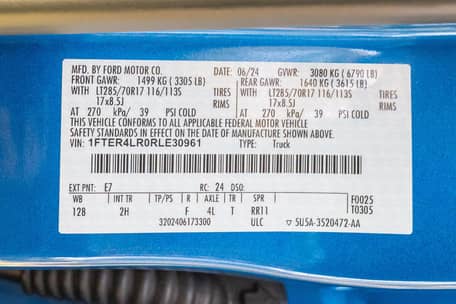 MFD. BY FORD MOTOR CO. DATE: 06/24 GVWR: 3080 KG ( 6790 LB)
FRONT GAWR: 1499 KG ( 3305 LB) REAR GAWR: 1640 KG ( 3615 LB)
WITH LT285/70R17 116/113S TIRES WITH LT285/70R17 116/113S TIRES
17x8.5J RIMS 17x8.5J RIMS
AT 270 kPa/ 39 PSI COLD AT 270 kPa/ 39 PSI COLD
THIS VEHICLE CONFORMS TO ALL APPLICABLE FEDERAL MOTOR VEHICLE
SAFETY AND THEFT PREVENTION STANDARDS IN EFFECT ON THE DATE OF
MANUFACTURE SHOWN ABOVE.
VIN: 1FTER4LR0RLE30961 TYPE: Truck
EXT PNT: E7 RC: 24 DSO:
WB INT TR TP/PS R AXLE TR SPR F0025
128 2H F 4L T RR11 T0305
3202406173300 ULC 5U5A-3520472-AA